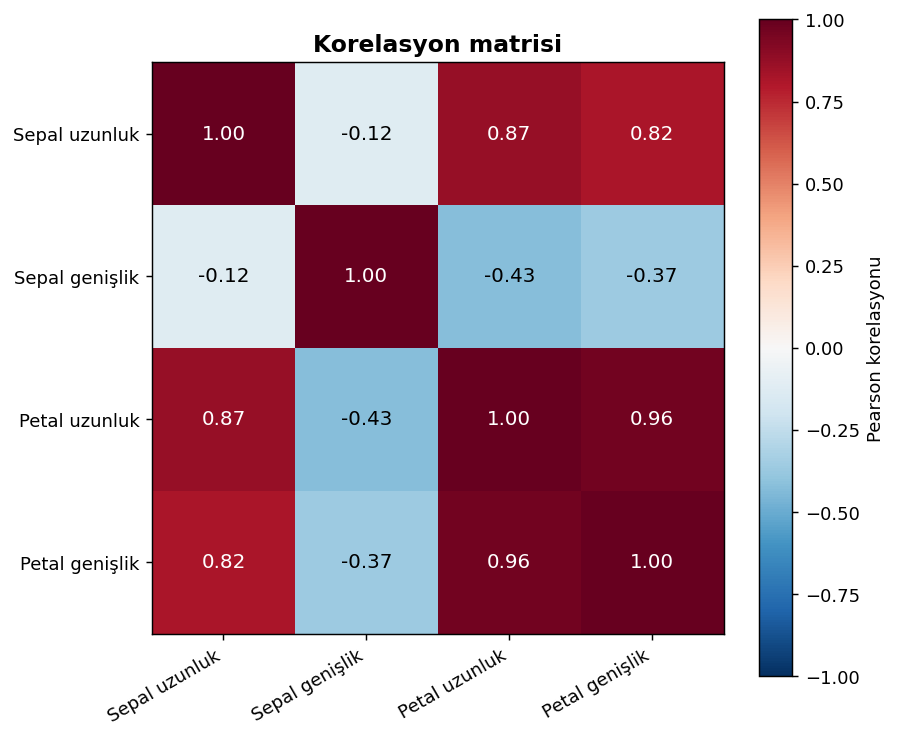 Korelasyon matrisi
Sepal uzunluk 1.00 -0.12 0.87 0.82
Sepal genişlik -0.12 1.00 -0.43 -0.37
Petal uzunluk 0.87 -0.43 1.00 0.96
Petal genişlik 0.82 -0.37 0.96 1.00
Sepal uzunluk Sepal genişlik Petal uzunluk Petal genişlik
1.00
0.75
0.50
0.25
0.00
−0.25
−0.50
−0.75
−1.00
Pearson korelasyonu